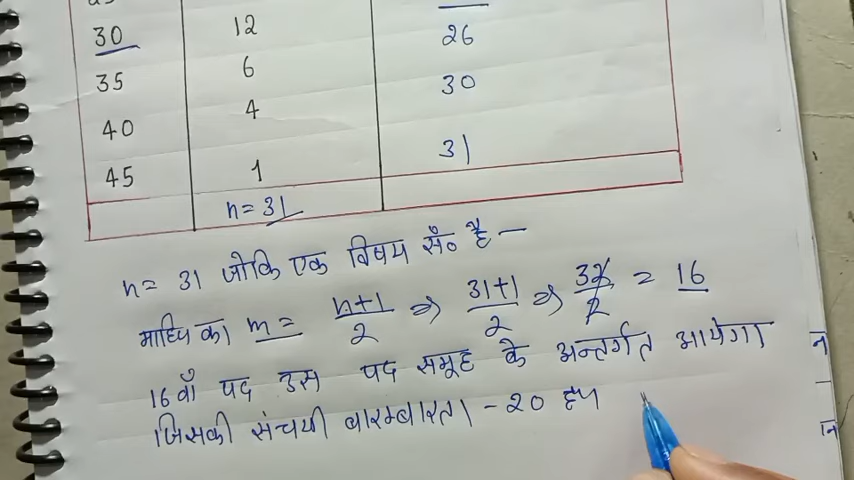 30 12 26
35 6 30
40 4
45 1 31
n = 31
n = 31 जोकि एक विषय सं० है –
माध्यिका m = n+1/2 ⇒ 31+1/2 ⇒ 32/2 = 16
16वाँ पद उस पद समूह के अन्तर्गत आयेगा
जिसकी संचयी बारम्बारता – 20